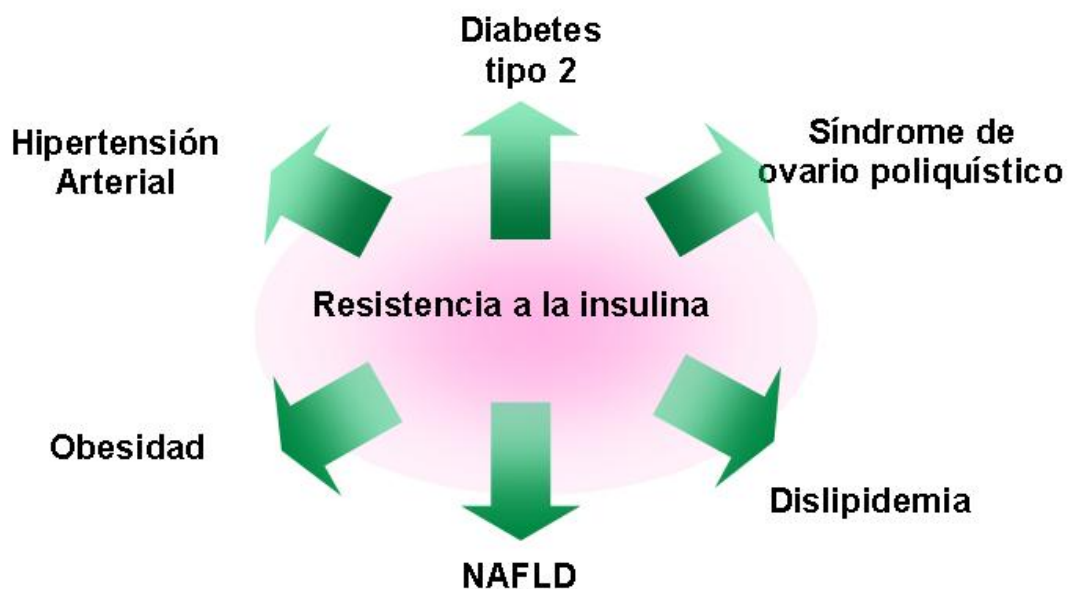 Diabetes
tipo 2
Hipertensión
Arterial
Síndrome de
ovario poliquístico
Resistencia a la insulina
Obesidad
Dislipidemia
NAFLD